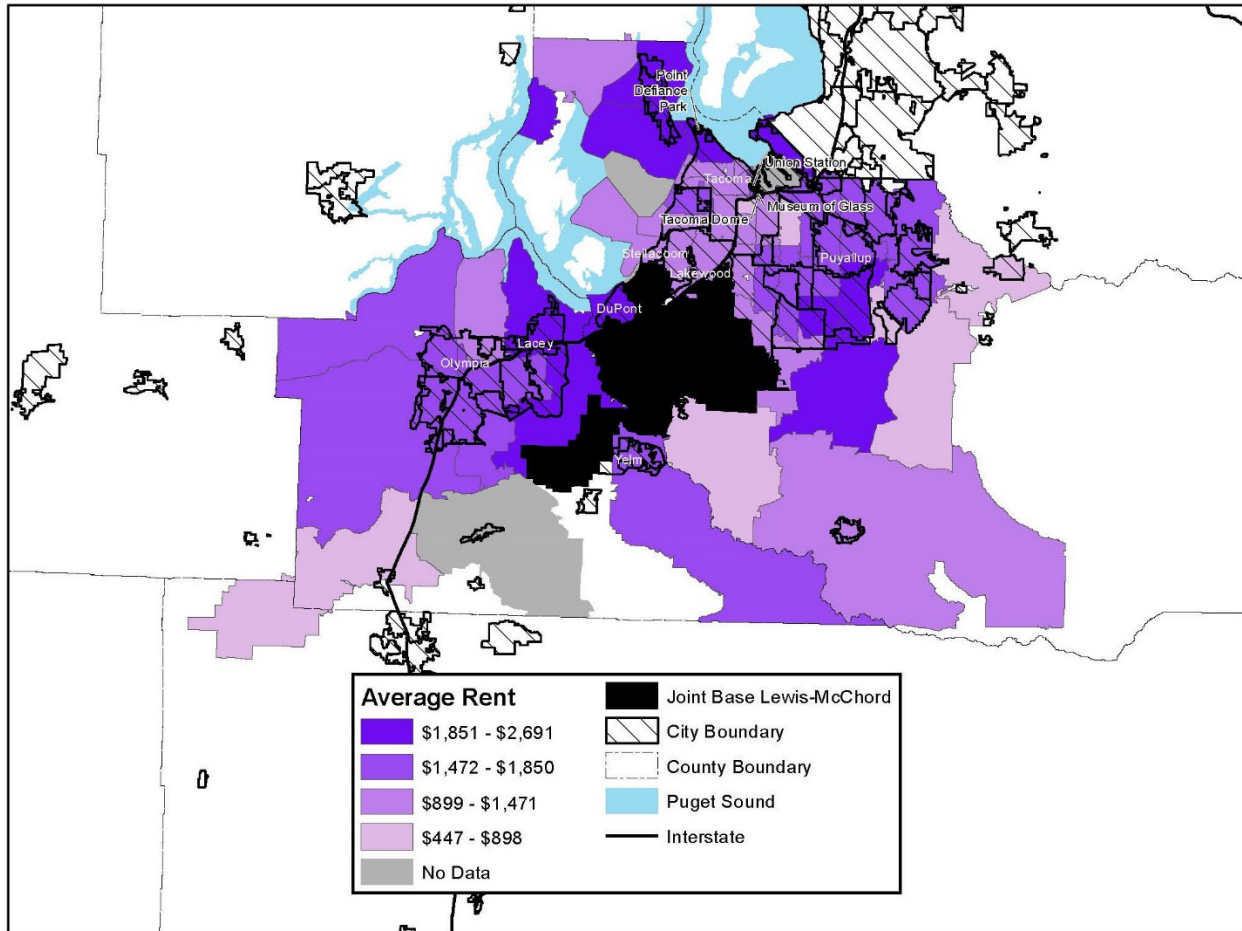 Point
Defiance
Park
Union Station
Tacoma
Museum of Glass
Tacoma Dome
Steilacoom
Puyallup
Lakewood
DuPont
Lacey
Olympia
Yelm
Average Rent
$1,851 - $2,691
$1,472 - $1,850
$899 - $1,471
$447 - $898
No Data
Joint Base Lewis-McChord
City Boundary
County Boundary
Puget Sound
Interstate